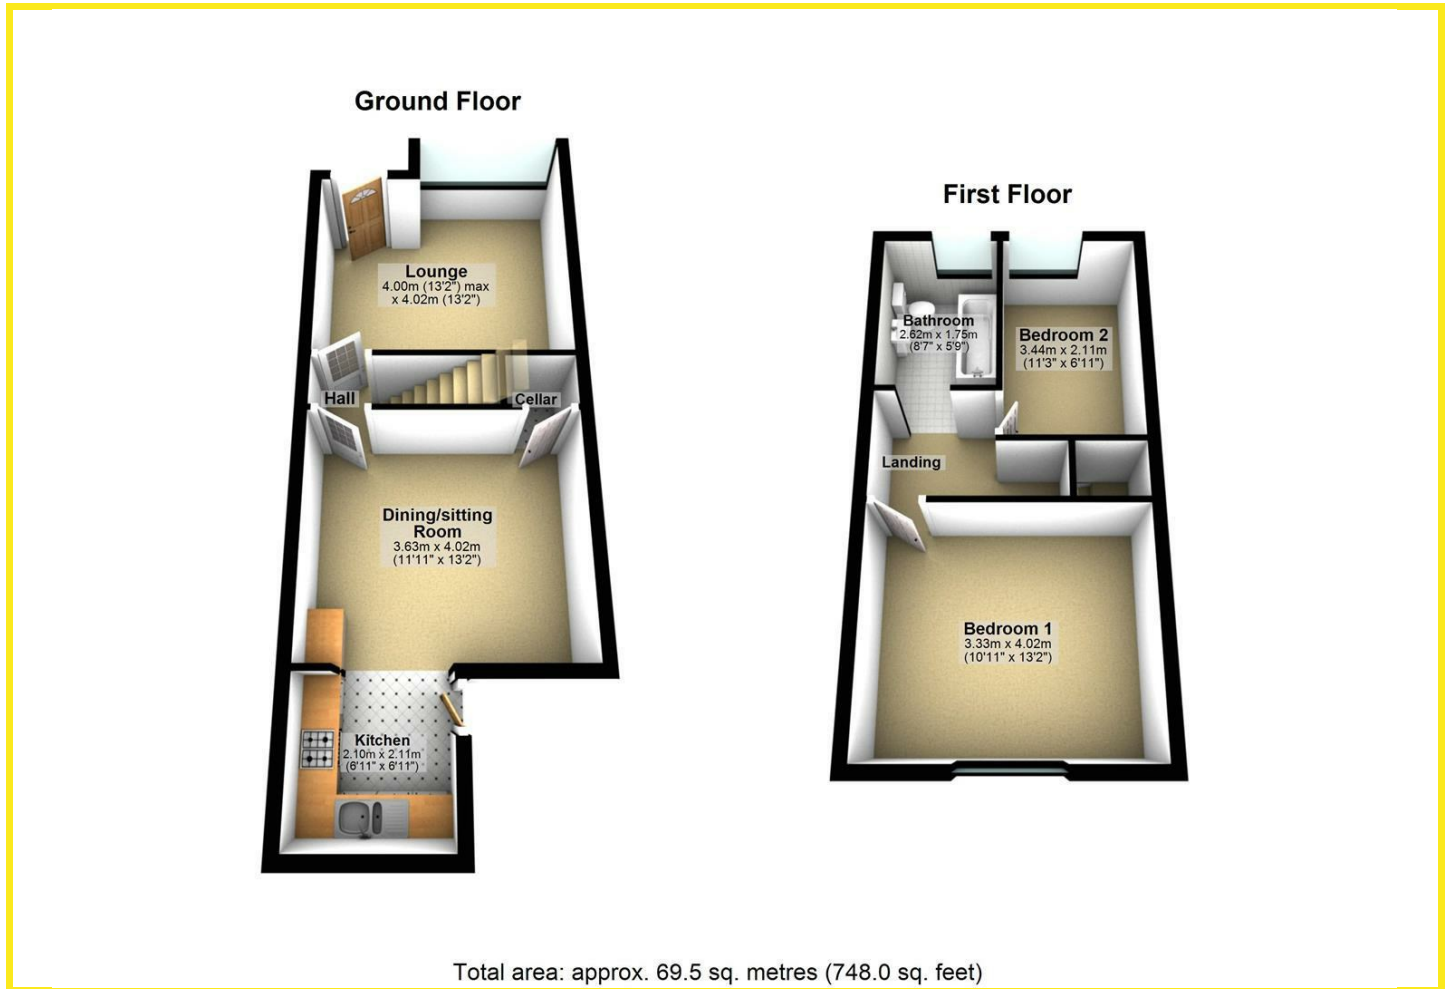 Ground Floor
Lounge
4.00m (13'2") max
x 4.02m (13'2")
Hall
Cellar
Dining/sitting
Room
3.63m x 4.02m
(11'11" x 13'2")
Kitchen
2.10m x 2.11m
(6'11" x 6'11")
First Floor
Bathroom
2.62m x 1.75m
(8'7" x 5'9")
Bedroom 2
3.44m x 2.11m
(11'3" x 6'11")
Landing
Bedroom 1
3.33m x 4.02m
(10'11" x 13'2")
Total area: approx. 69.5 sq. metres (748.0 sq. feet)